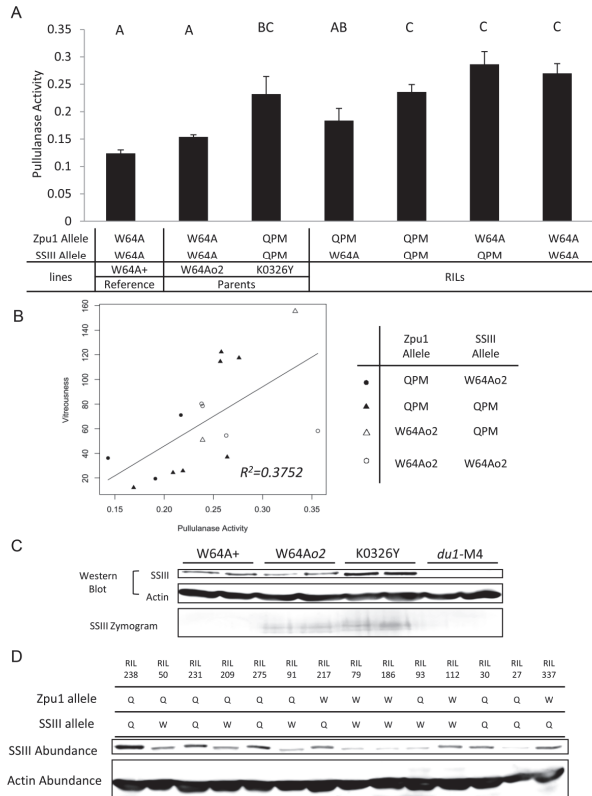 A
0.35
0.3
0.25
0.2
0.15
0.1
0.05
0
Pullulanase Activity
A A BC AB C C C
Zpu1 Allele W64A W64A QPM QPM QPM W64A W64A
SSIII Allele W64A W64A QPM W64A QPM QPM W64A
lines W64A+ W64Ao2 K0326Y RILs
Reference Parents
B
160
140
120
100
80
60
40
20
Vitreousness
R²=0.3752
0.15 0.20 0.25 0.30 0.35
Pullulanase Activity
Zpu1 Allele SSIII Allele
QPM W64Ao2
QPM QPM
W64Ao2 QPM
W64Ao2 W64Ao2
C
W64A+ W64Ao2 K0326Y du1-M4
Western Blot
SSIII
Actin
SSIII Zymogram
D
RIL RIL RIL RIL RIL RIL RIL RIL RIL RIL RIL RIL RIL RIL
238 50 231 209 275 91 217 79 186 93 112 30 27 337
Zpu1 allele Q Q Q Q Q Q W W W Q W Q Q W
SSIII allele Q W Q W Q W Q W W W W Q Q Q
SSIII Abundance
Actin Abundance